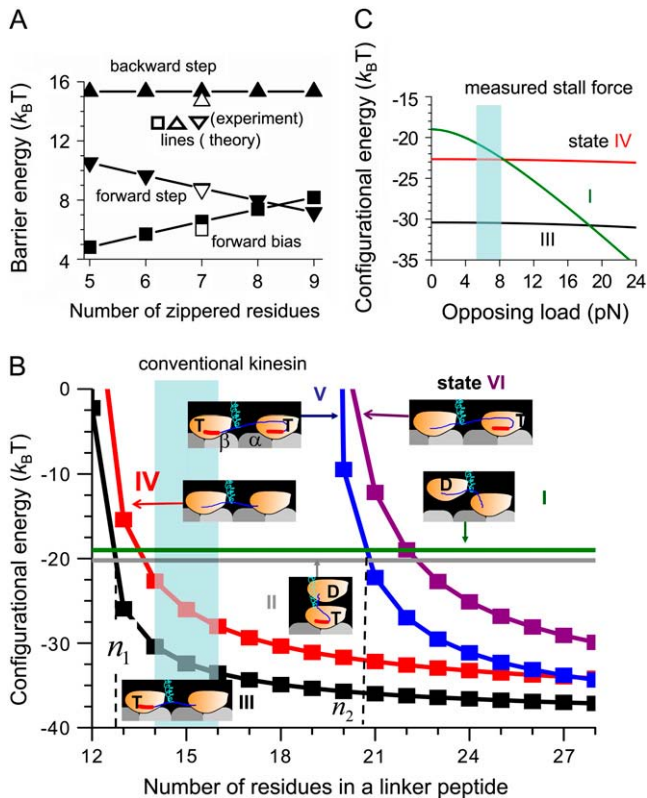 A
Barrier energy (kBT)
16
12
8
4
backward step
(experiment)
lines ( theory)
forward step
forward bias
5 6 7 8 9
Number of zippered residues
C
Configurational energy (kBT)
-15
-20
-25
-30
-35
measured stall force
state IV
I
III
0 4 8 12 16 20 24
Opposing load (pN)
B
conventional kinesin
Configurational energy (kBT)
0
-10
-20
-30
-40
V
state VI
T β α T
T
IV
D
I
II
D
T
n1
n2
T
III
12 15 18 21 24 27
Number of residues in a linker peptide